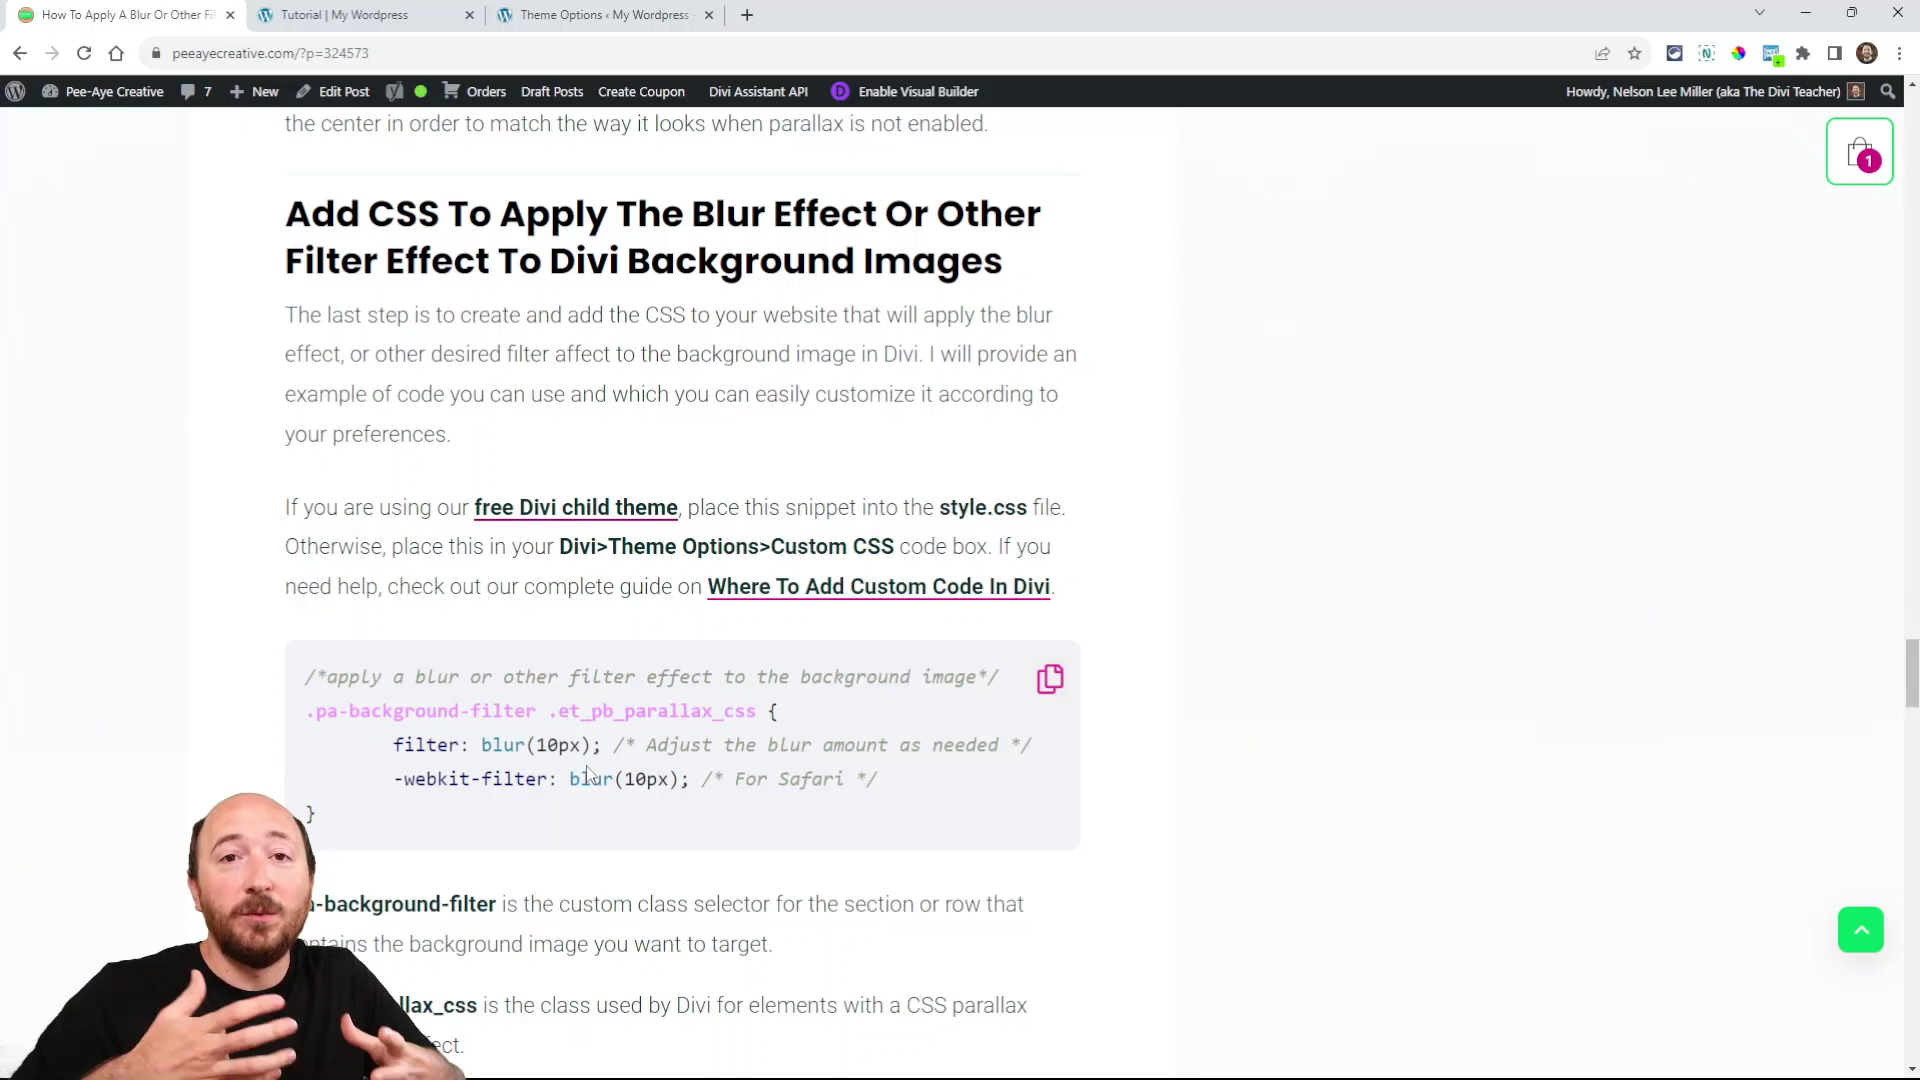 How To Apply A Blur Or Other Fi
Tutorial | My Wordpress
Theme Options ‹ My Wordpress
peeayecreative.com/?p=324573
Pee-Aye Creative
7
New
Edit Post
Orders
Draft Posts
Create Coupon
Divi Assistant API
D
Enable Visual Builder
Howdy, Nelson Lee Miller (aka The Divi Teacher)
1
the center in order to match the way it looks when parallax is not enabled.
Add CSS To Apply The Blur Effect Or Other
Filter Effect To Divi Background Images
The last step is to create and add the CSS to your website that will apply the blur
effect, or other desired filter affect to the background image in Divi. I will provide an
example of code you can use and which you can easily customize it according to
your preferences.
If you are using our free Divi child theme, place this snippet into the style.css file.
Otherwise, place this in your Divi>Theme Options>Custom CSS code box. If you
need help, check out our complete guide on Where To Add Custom Code In Divi.
/*apply a blur or other filter effect to the background image*/
.pa-background-filter .et_pb_parallax_css {
filter: blur(10px); /* Adjust the blur amount as needed */
-webkit-filter: blur(10px); /* For Safari */
}
a-background-filter is the custom class selector for the section or row that
ntains the background image you want to target.
llax_css is the class used by Divi for elements with a CSS parallax
ect.